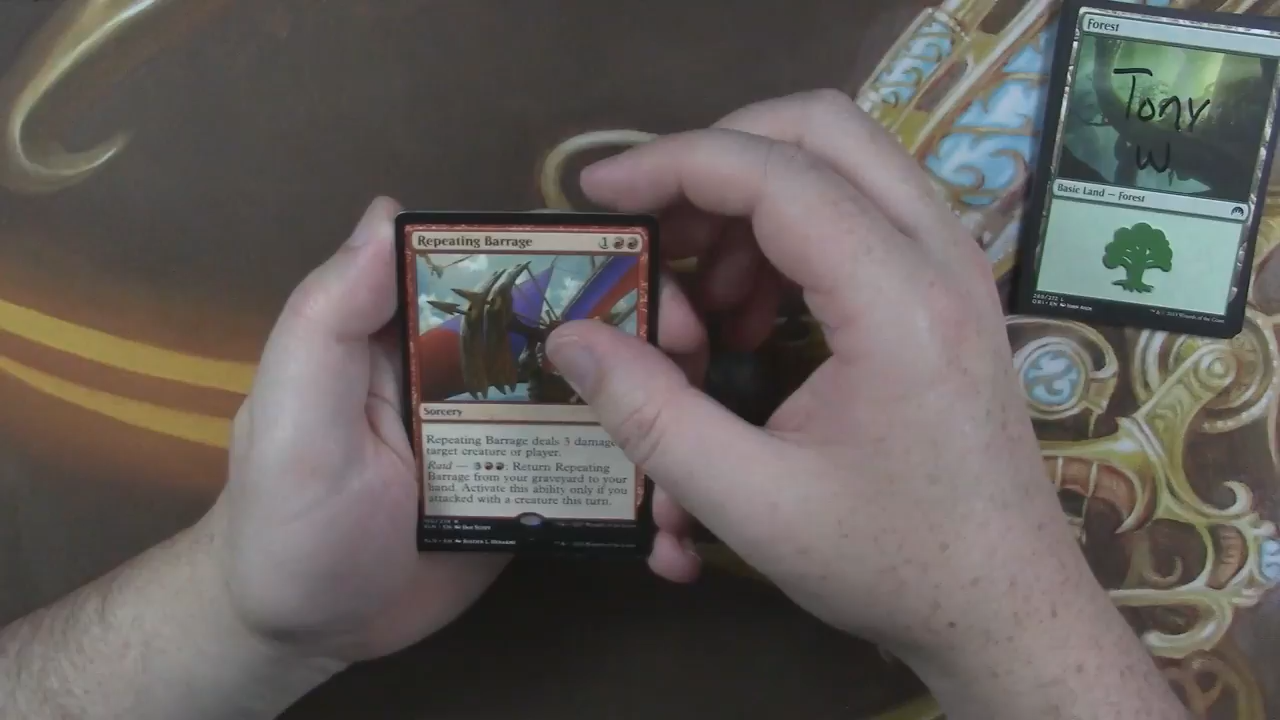 Repeating Barrage 1
Sorcery
Repeating Barrage deals 3 damage
target creature or player.
Raid — 3 : Return Repeating
Barrage from your graveyard to your
hand. Activate this ability only if you
attacked with a creature this turn.
Forest
Tony
W.
Basic Land — Forest